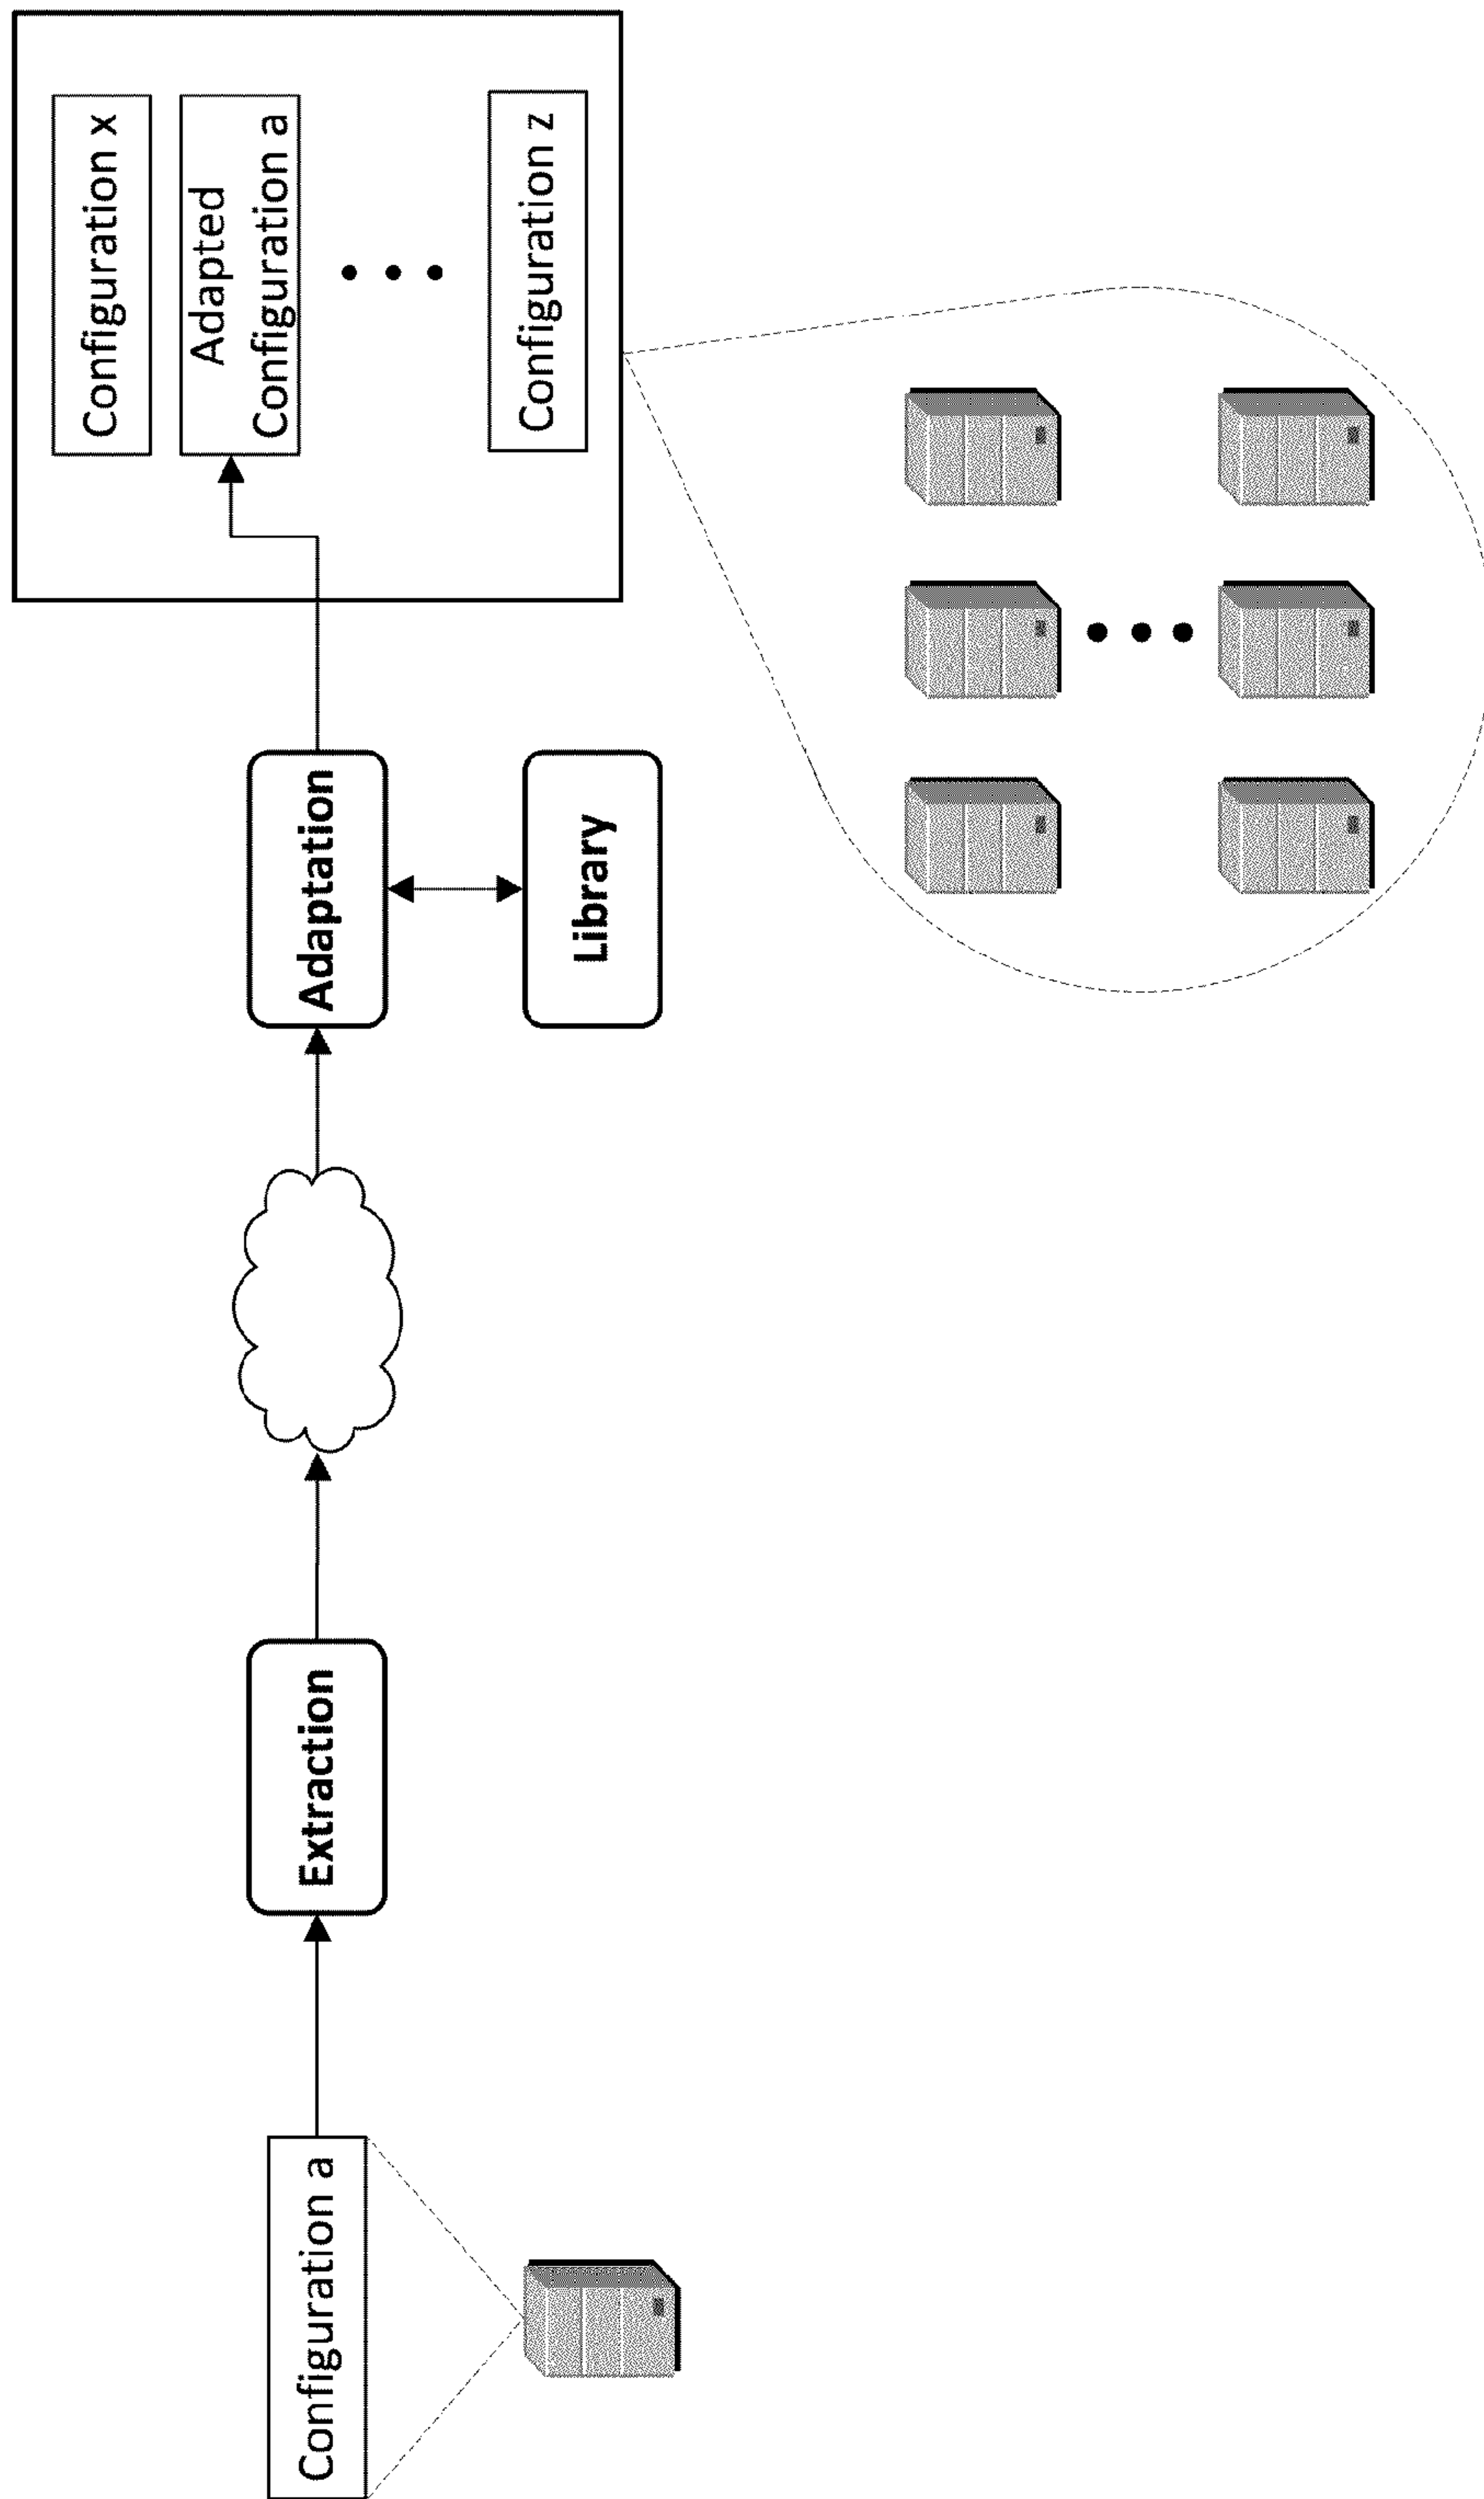 Configuration a
Extraction
Adaptation
Library
Configuration x
Adapted
Configuration a
Configuration z